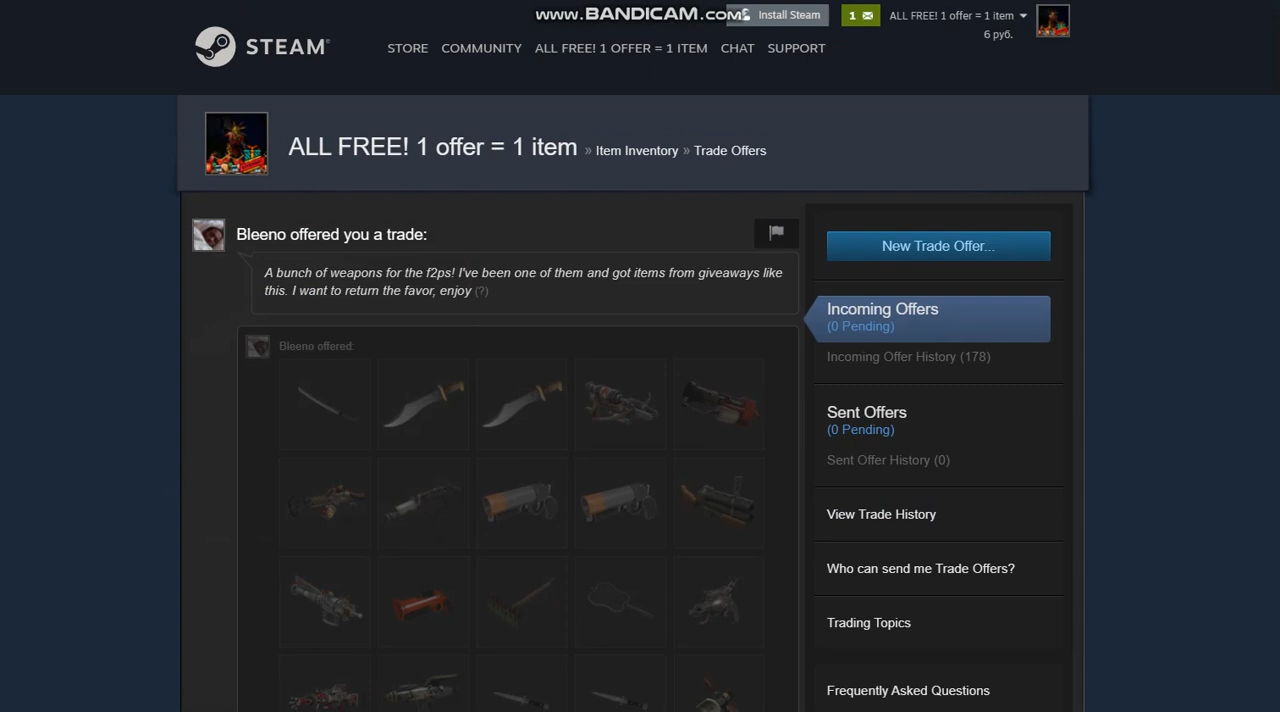 www.BANDICAM.com
Install Steam
1
ALL FREE! 1 offer = 1 item
6 руб.
STEAM®
STORE COMMUNITY ALL FREE! 1 OFFER = 1 ITEM CHAT SUPPORT
ALL FREE! 1 offer = 1 item » Item Inventory » Trade Offers
Bleeno offered you a trade:
A bunch of weapons for the f2ps! I've been one of them and got items from giveaways like
this. I want to return the favor, enjoy (?)
Bleeno offered:
New Trade Offer...
Incoming Offers
(0 Pending)
Incoming Offer History (178)
Sent Offers
(0 Pending)
Sent Offer History (0)
View Trade History
Who can send me Trade Offers?
Trading Topics
Frequently Asked Questions